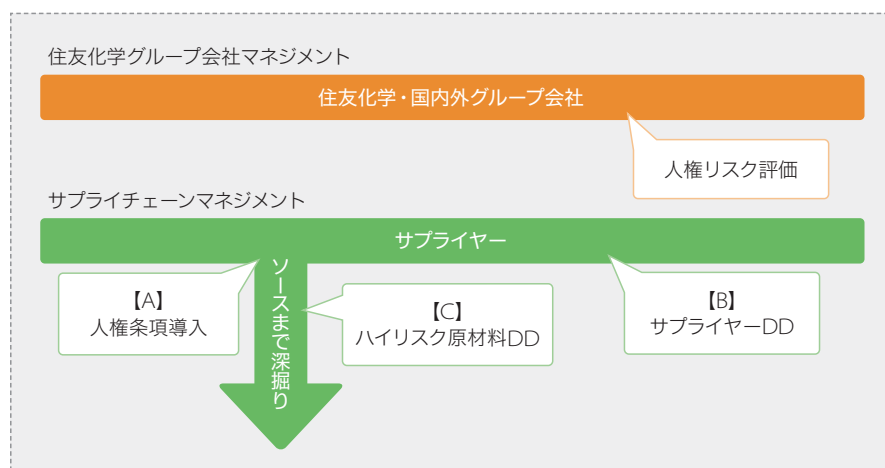 住友化学グループ会社マネジメント
住友化学・国内外グループ会社
人権リスク評価
サプライチェーンマネジメント
サプライヤー
【A】
人権条項導入
ソースまで深掘り
【C】
ハイリスク原材料DD
【B】
サプライヤーDD